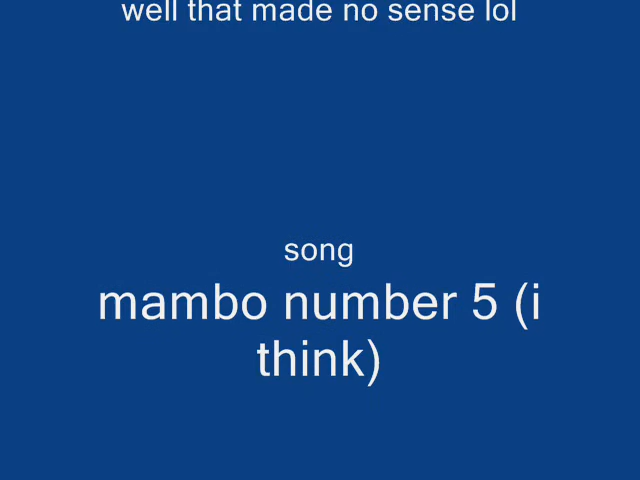 well that made no sense lol
song
mambo number 5 (i
think)